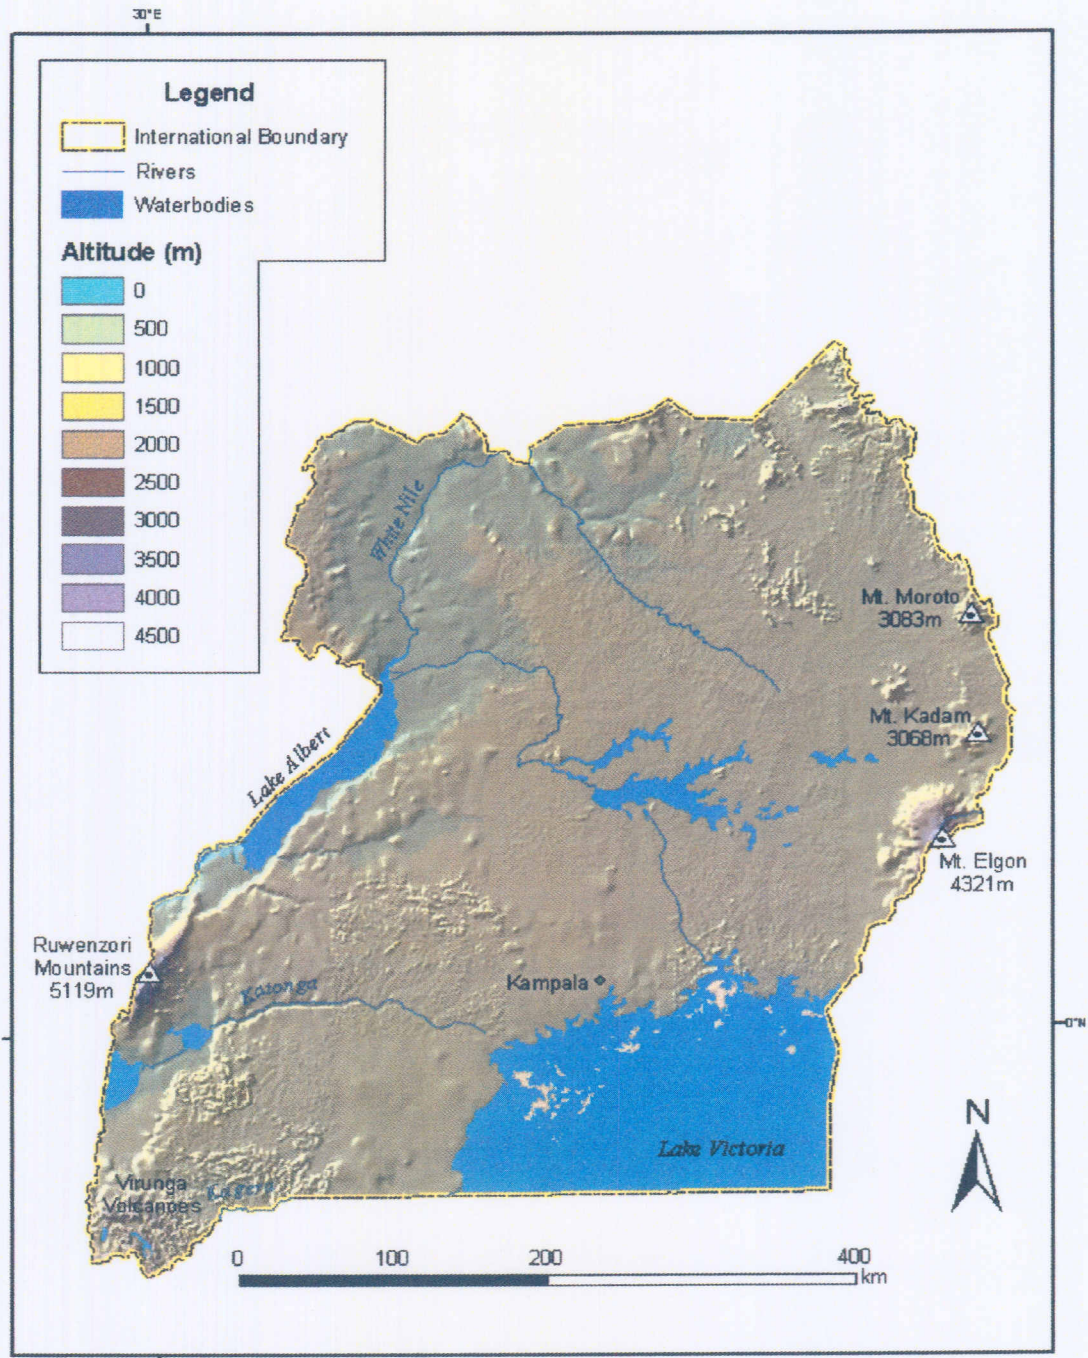 30°E
Legend
International Boundary
Rivers
Waterbodies
Altitude (m)
0
500
1000
1500
2000
2500
3000
3500
4000
4500
White Nile
Mt. Moroto
3083m
Mt. Kadam
3068m
Lake Albert
Mt. Elgon
4321m
Ruwenzori
Mountains
5119m
Katonga
Kampala
0°N
N
Lake Victoria
Virunga
Volcanoes
Kagera
0
100
200
400
km